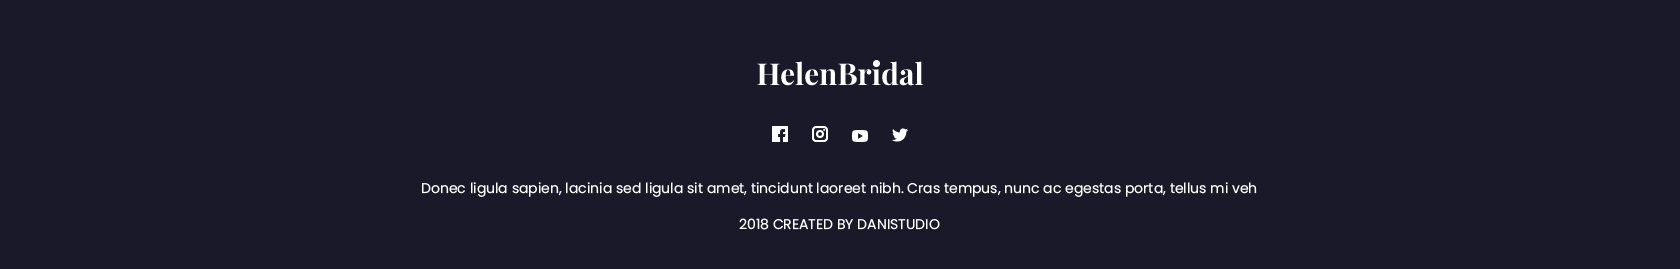 HelenBridal
Donec ligula sapien, lacinia sed ligula sit amet, tincidunt laoreet nibh. Cras tempus, nunc ac egestas porta, tellus mi veh
2018 CREATED BY DANISTUDIO